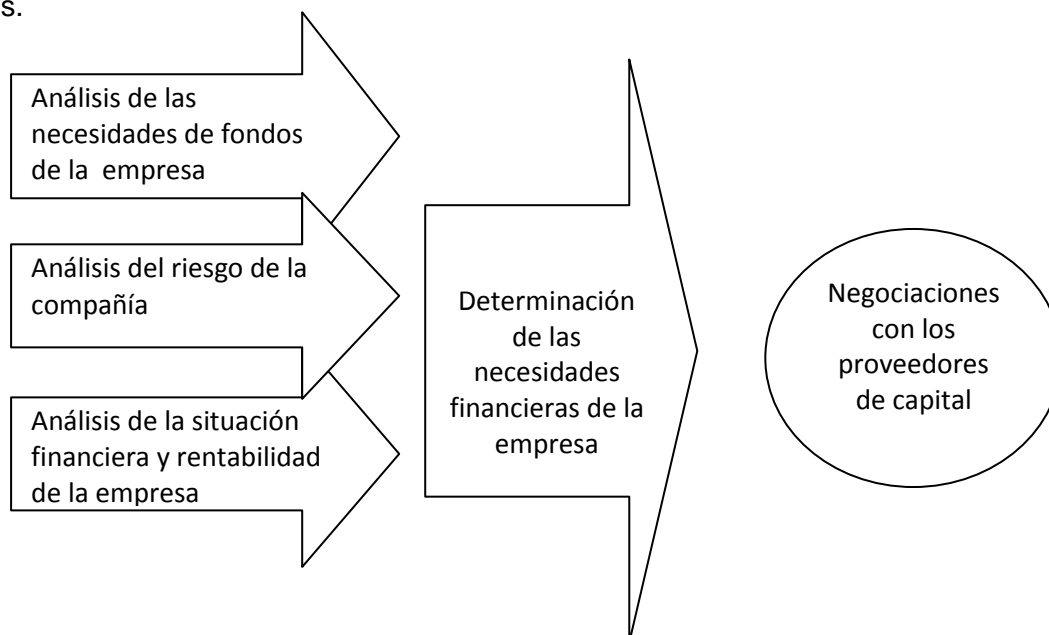 s.
Análisis de las
necesidades de fondos
de la  empresa
Análisis del riesgo de la
compañía
Análisis de la situación
financiera y rentabilidad
de la empresa
Determinación
de las
necesidades
financieras de la
empresa
Negociaciones
con los
proveedores
de capital